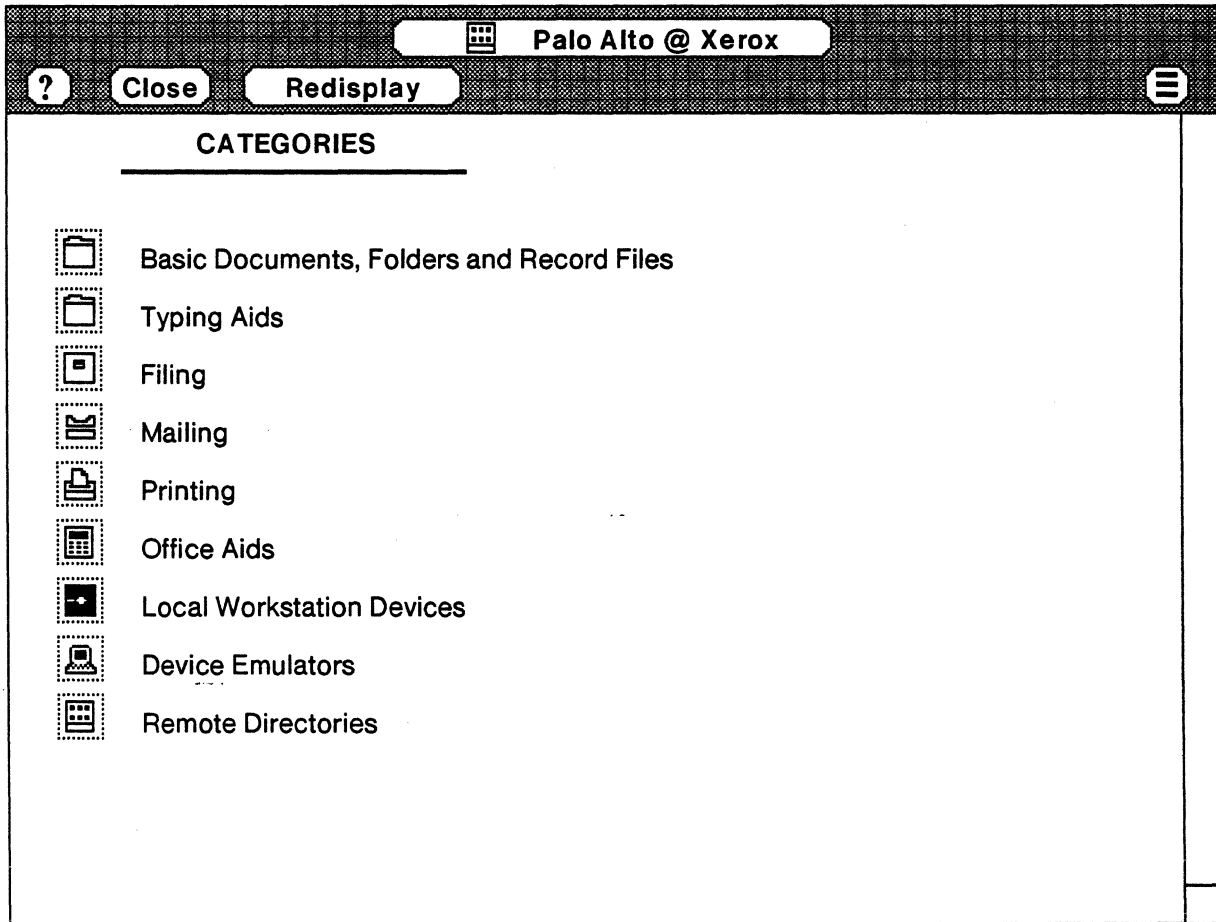 Palo Alto @ Xerox
? Close Redisplay
CATEGORIES
Basic Documents, Folders and Record Files
Typing Aids
Filing
Mailing
Printing
Office Aids
Local Workstation Devices
Device Emulators
Remote Directories